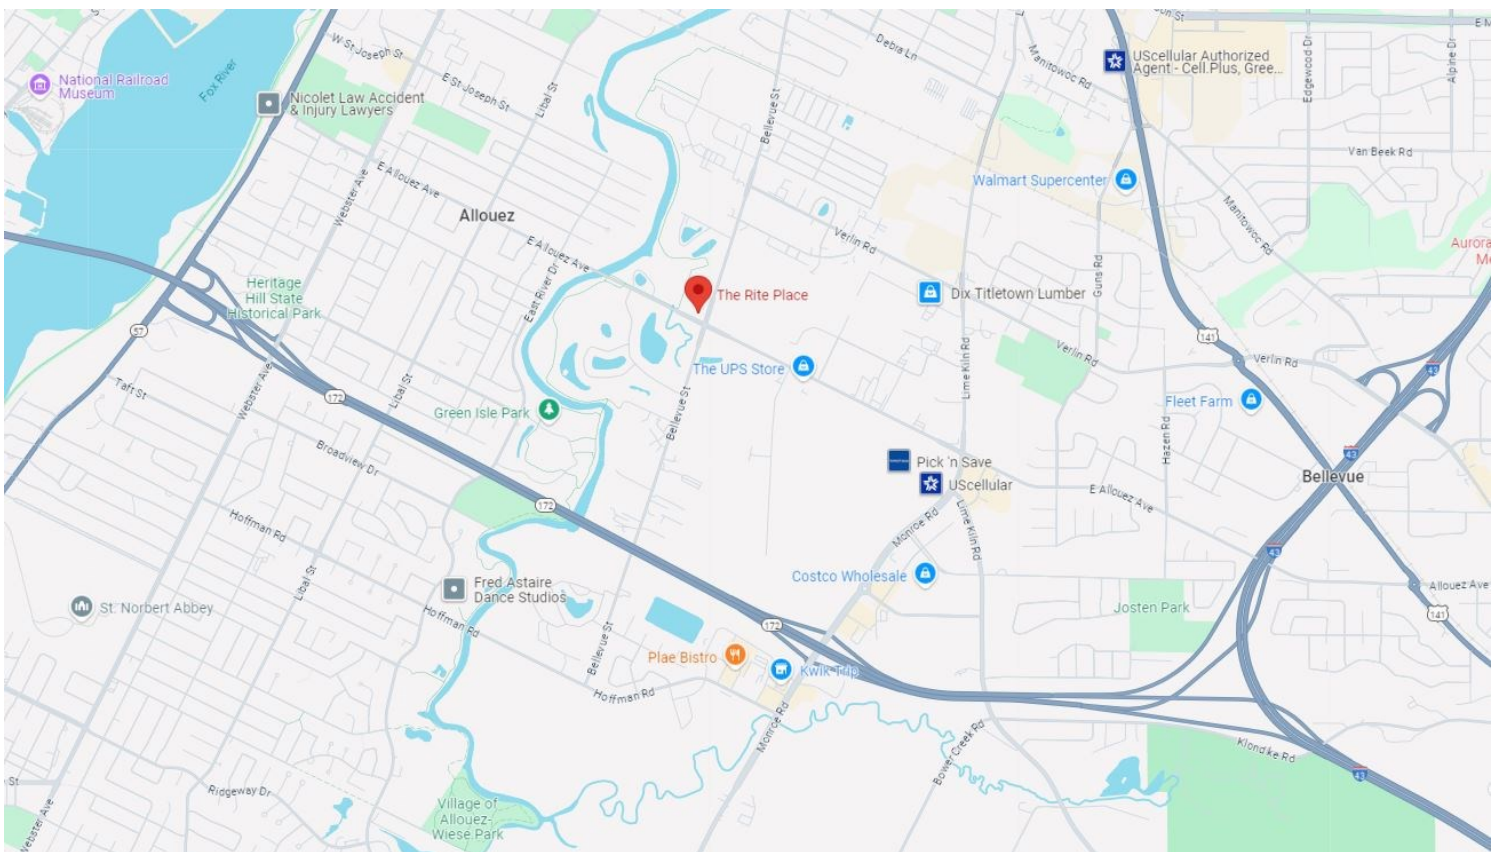 National Railroad
Museum
Fox River
Nicolet Law Accident
& Injury Lawyers
W St Joseph St
E St Joseph St
Libal St
Webster Ave
E Allouez Ave
Allouez
E Allouez Ave
East River Dr
Heritage
Hill State
Historical Park
57
172
Taft St
Webster Ave
Libal St
Broadview Dr
Green Isle Park
Bellevue St
Debra Ln
Manitowoc Rd
UScellular Authorized
Agent - Cell.Plus, Gree...
Edgewood Dr
Alpine Dr
Van Beek Rd
Walmart Supercenter
Manitowoc Rd
Verlin Rd
Guns Rd
Aurora
The Rite Place
Dix Titletown Lumber
The UPS Store
Lime Kiln Rd
Verlin Rd
141
Verlin Rd
43
Fleet Farm
Hazen Rd
43
Bellevue
Bellevue St
Pick 'n Save
UScellular
E Allouez Ave
Monroe Rd
Lime Kiln Rd
43
Allouez Ave
141
172
Hoffman Rd
Libal St
St. Norbert Abbey
Fred Astaire
Dance Studios
Hoffman Rd
Costco Wholesale
Josten Park
172
Bellevue St
Plae Bistro
Kwik Trip
Hoffman Rd
Monroe Rd
Bower Creek Rd
Klondike Rd
43
Ridgeway Dr
Village of
Allouez-
Wiese Park
St
Webster Ave